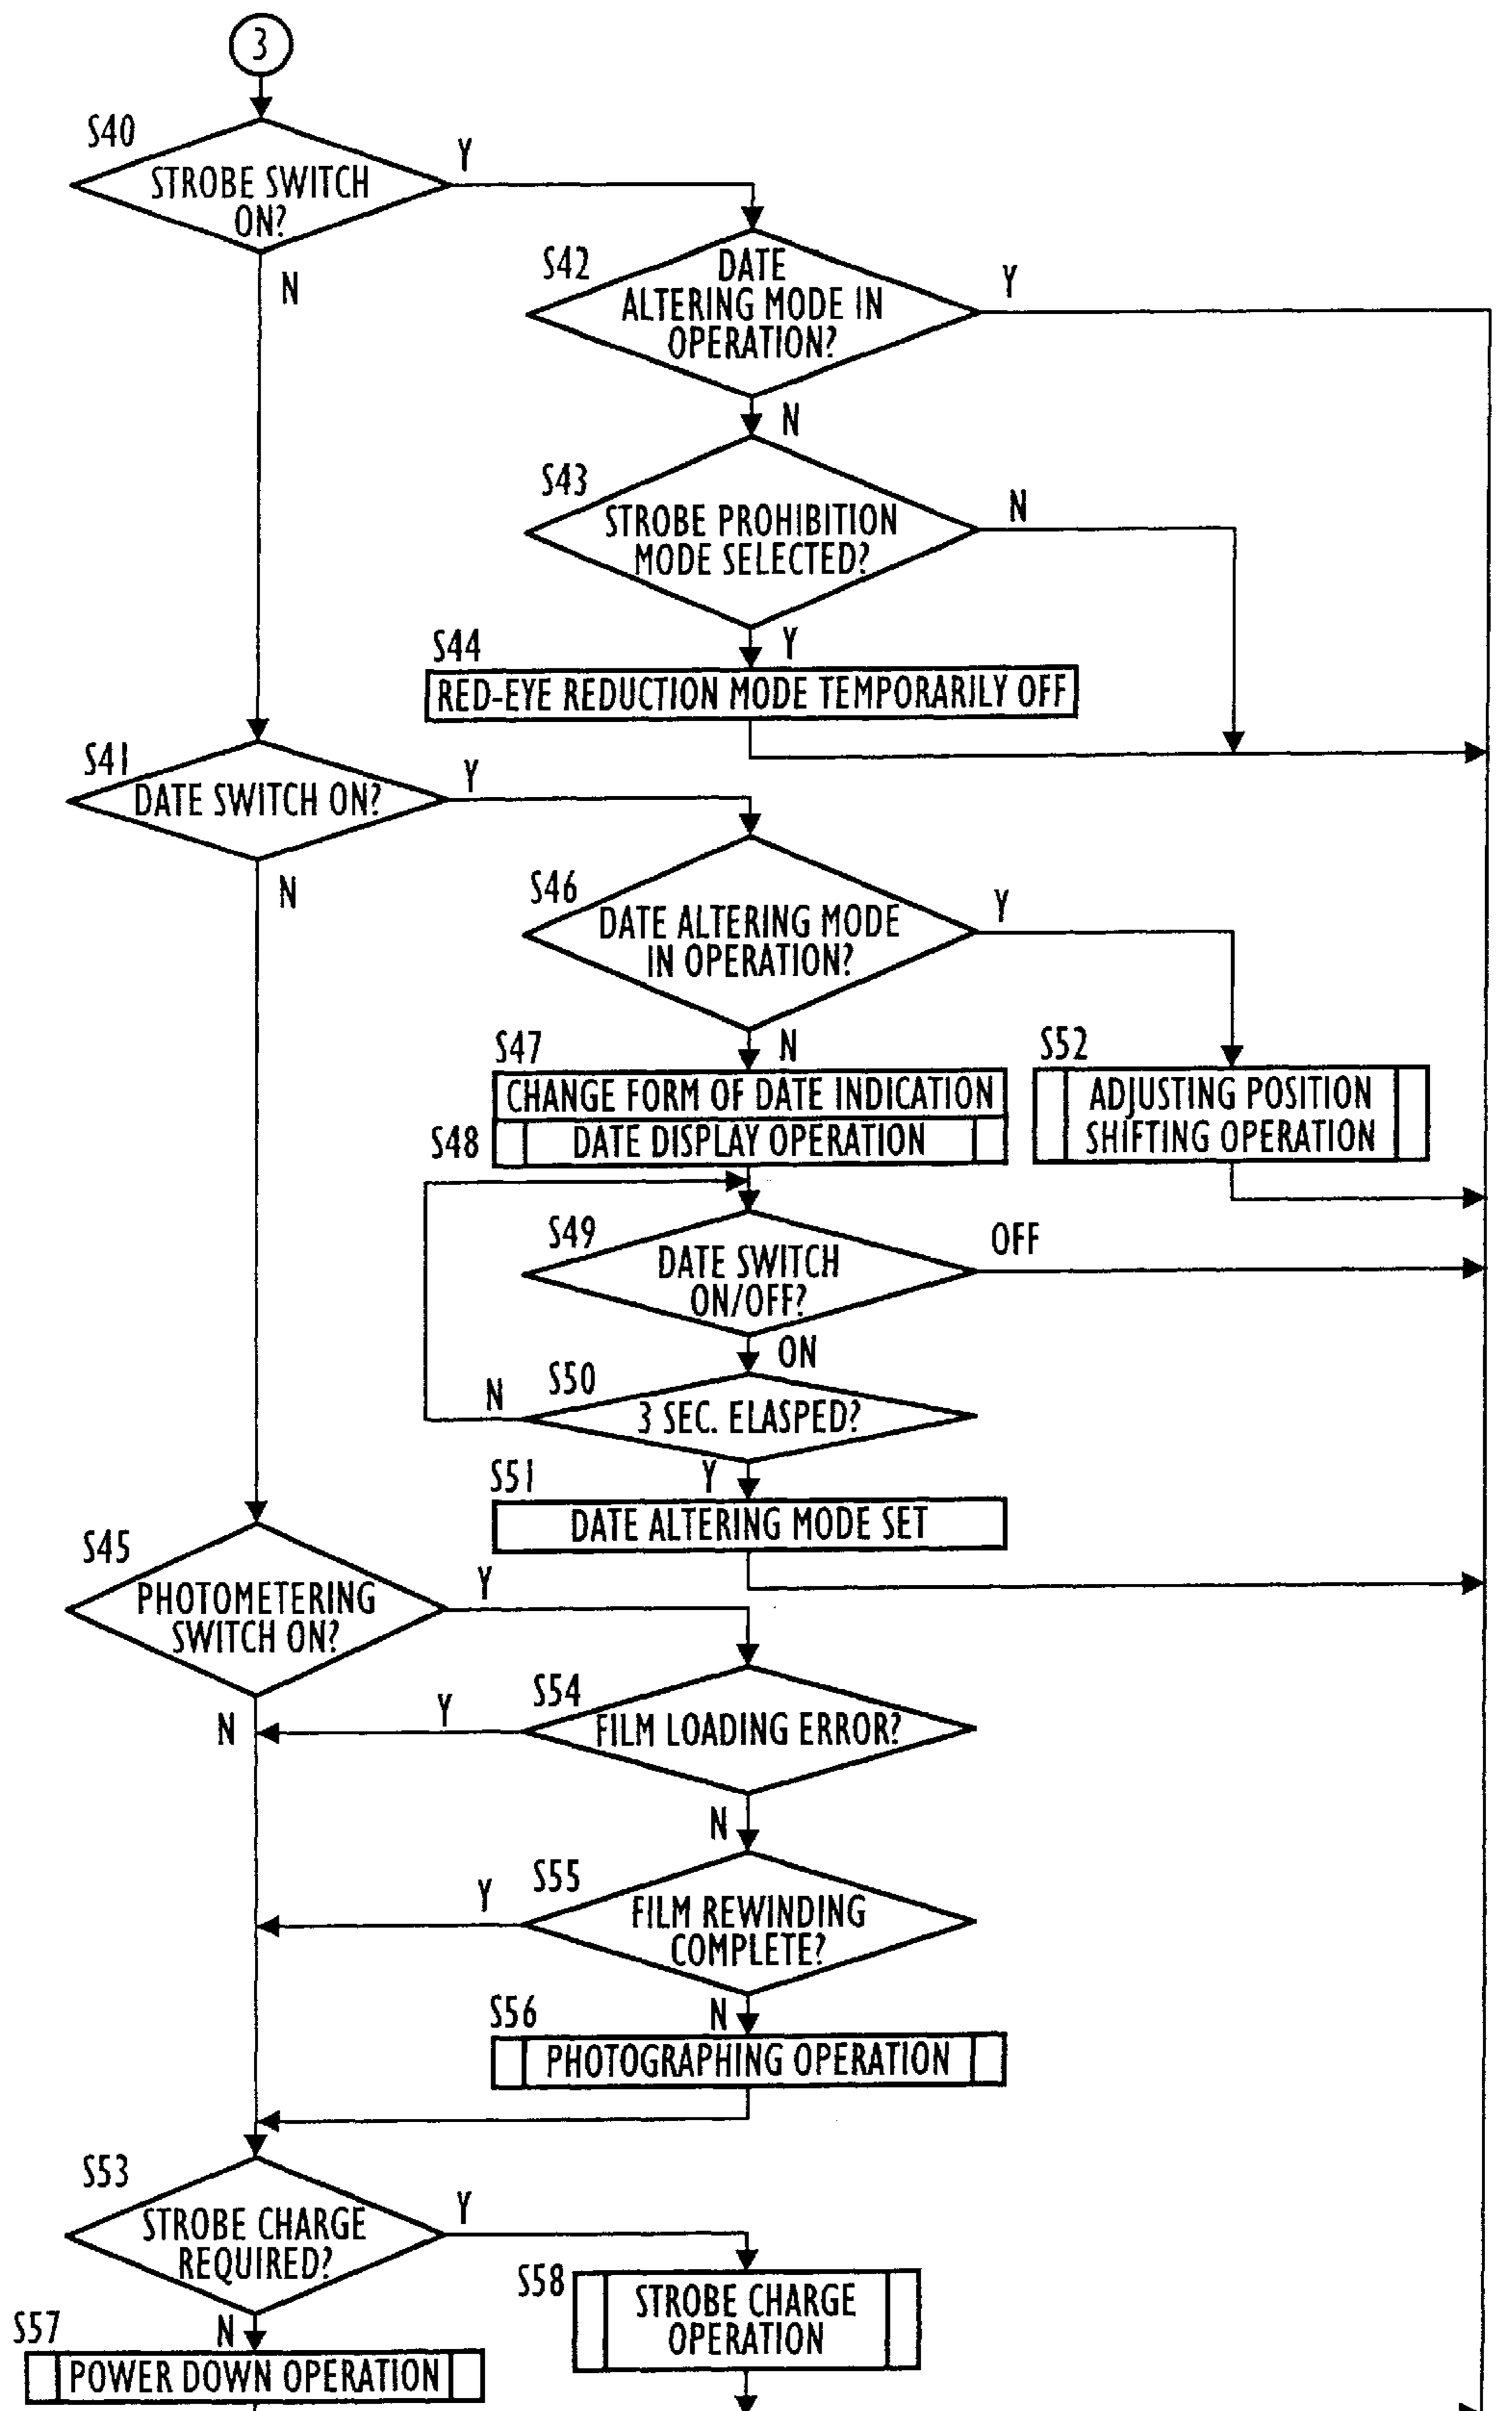 3
S40
STROBE SWITCH
ON?
Y
N
S42
DATE
ALTERING MODE IN
OPERATION?
Y
N
S43
STROBE PROHIBITION
MODE SELECTED?
N
Y
S44
RED-EYE REDUCTION MODE TEMPORARILY OFF
S41
DATE SWITCH ON?
Y
N
S46
DATE ALTERING MODE
IN OPERATION?
Y
N
S47
CHANGE FORM OF DATE INDICATION
S48
DATE DISPLAY OPERATION
S52
ADJUSTING POSITION
SHIFTING OPERATION
S49
DATE SWITCH
ON/OFF?
OFF
ON
S50
3 SEC. ELASPED?
N
Y
S51
DATE ALTERING MODE SET
S45
PHOTOMETERING
SWITCH ON?
Y
N
S54
FILM LOADING ERROR?
Y
N
S55
FILM REWINDING
COMPLETE?
Y
N
S56
PHOTOGRAPHING OPERATION
S53
STROBE CHARGE
REQUIRED?
Y
N
S58
STROBE CHARGE
OPERATION
S57
POWER DOWN OPERATION